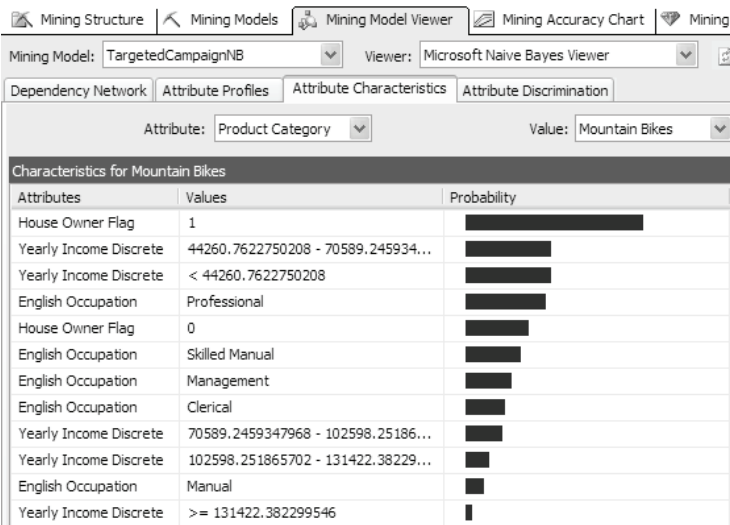 Mining Structure Mining Models Mining Model Viewer Mining Accuracy Chart Mining
Mining Model: TargetedCampaignNB Viewer: Microsoft Naive Bayes Viewer
Dependency Network Attribute Profiles Attribute Characteristics Attribute Discrimination
Attribute: Product Category Value: Mountain Bikes
Characteristics for Mountain Bikes
Attributes Values Probability
House Owner Flag 1
Yearly Income Discrete 44260.7622750208 - 70589.245934...
Yearly Income Discrete < 44260.7622750208
English Occupation Professional
House Owner Flag 0
English Occupation Skilled Manual
English Occupation Management
English Occupation Clerical
Yearly Income Discrete 70589.2459347968 - 102598.25186...
Yearly Income Discrete 102598.251865702 - 131422.38229...
English Occupation Manual
Yearly Income Discrete >= 131422.382299546